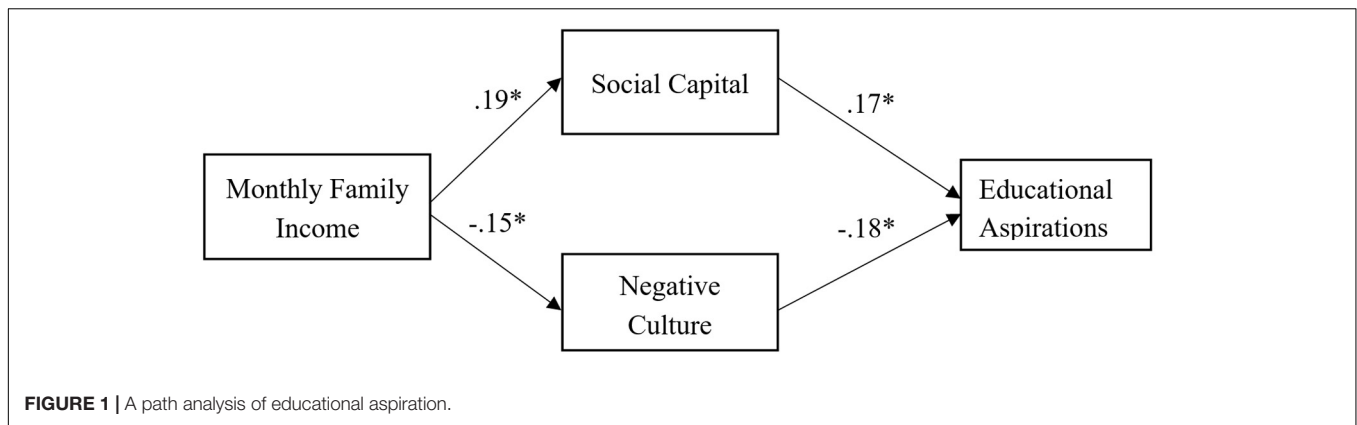 Social Capital
.19*
.17*
Monthly Family
Income
Educational
Aspirations
-.15*
-.18*
Negative
Culture
FIGURE 1 | A path analysis of educational aspiration.